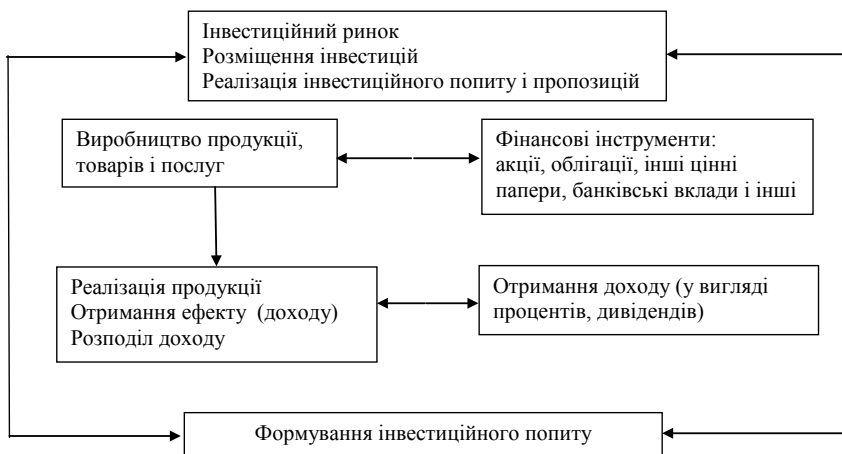 Інвестиційний ринок
Розміщення інвестицій
Реалізація інвестиційного попиту і пропозицій
Виробництво продукції,
товарів і послуг
Фінансові інструменти:
акції, облігації, інші цінні
папери, банківські вклади і інші
Реалізація продукції
Отримання ефекту (доходу)
Розподіл доходу
Отримання доходу (у вигляді
процентів, дивідендів)
Формування інвестиційного попиту